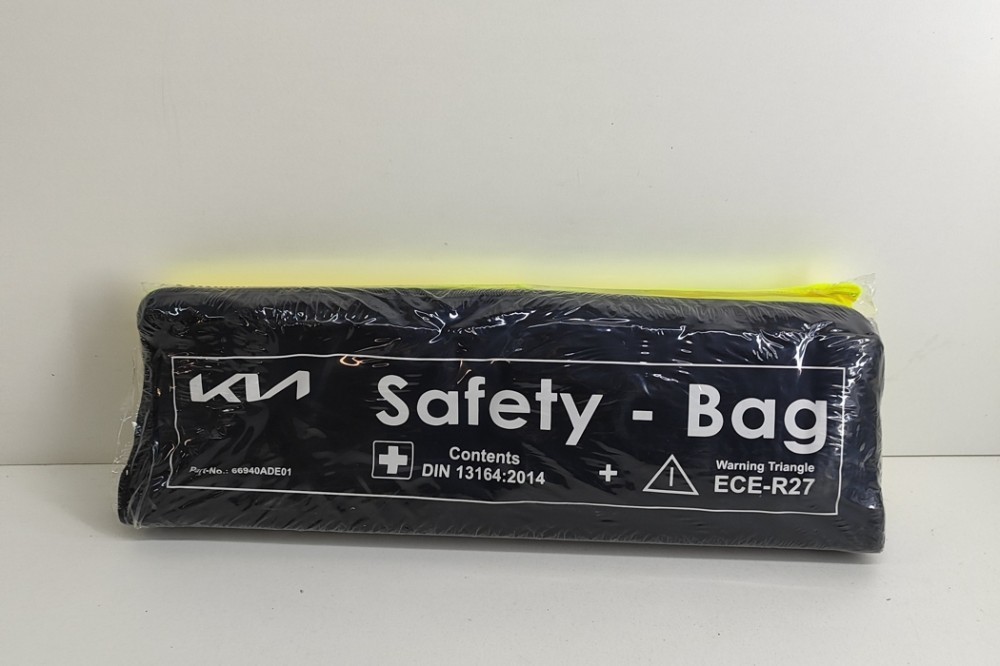 KIA
Safety - Bag
Part-No.: 66940ADE01
Contents
DIN 13164:2014
+
Warning Triangle
ECE-R27